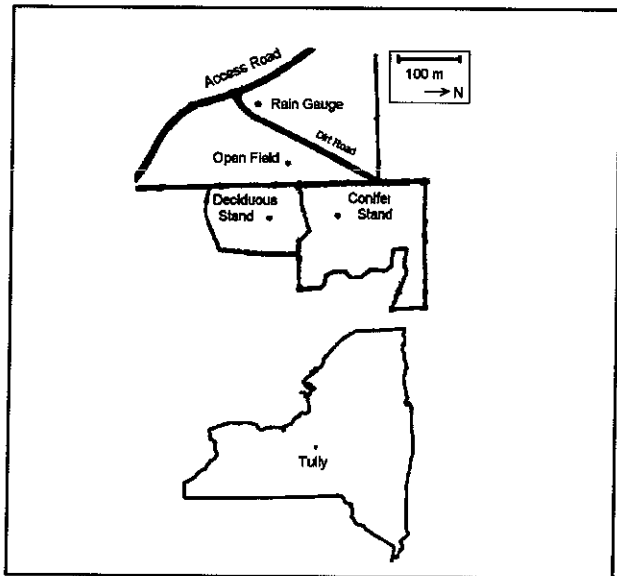 Access Road
100 m
N
Rain Gauge
Dirt Road
Open Field
Deciduous
Stand
Conifer
Stand
Tully